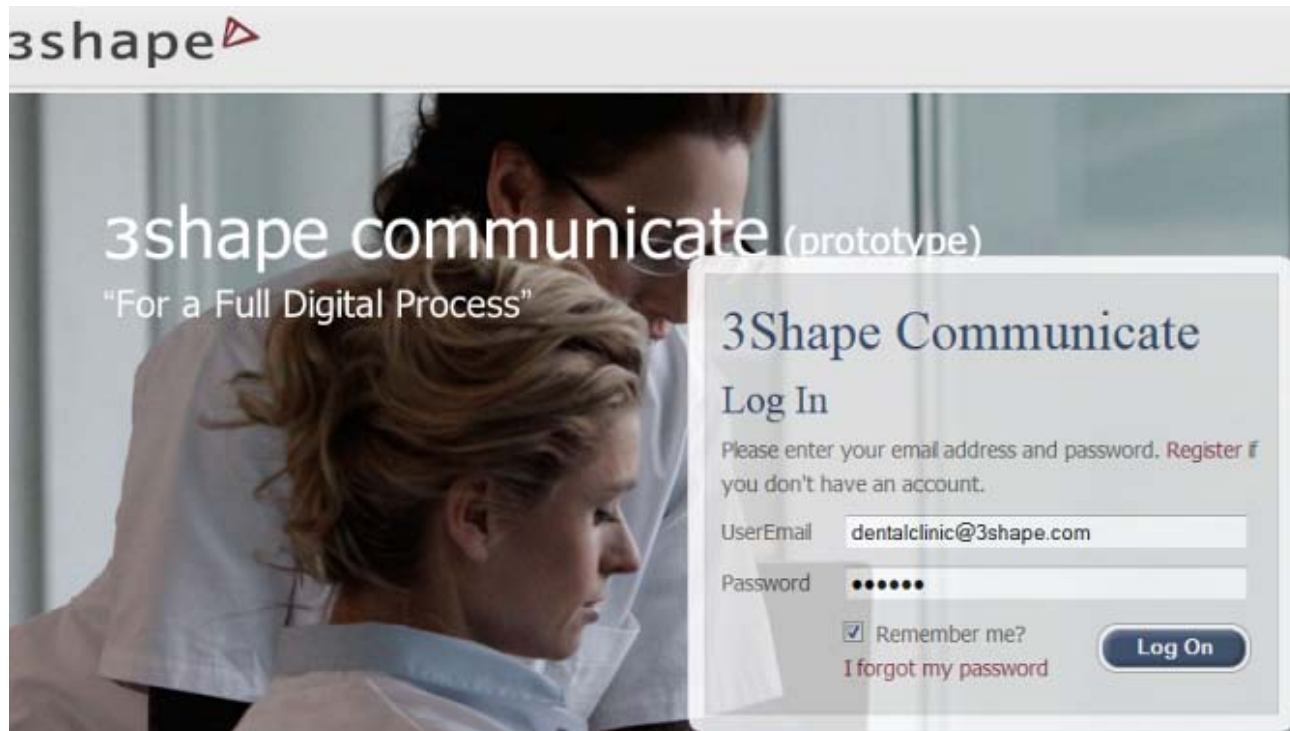 3shape
3shape communicate (prototype)
"For a Full Digital Process"
3Shape Communicate
Log In
Please enter your email address and password. Register if
you don't have an account.
UserEmail dentalclinic@3shape.com
Password ••••••
Remember me?
I forgot my password
Log On